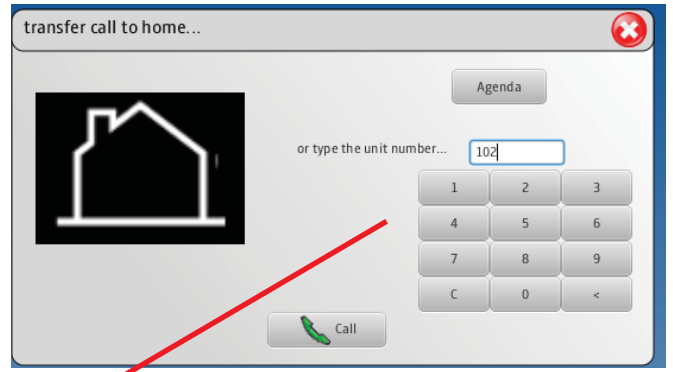 transfer call to home...
Agenda
or type the unit number... 102
1 2 3
4 5 6
7 8 9
C 0 <
Call